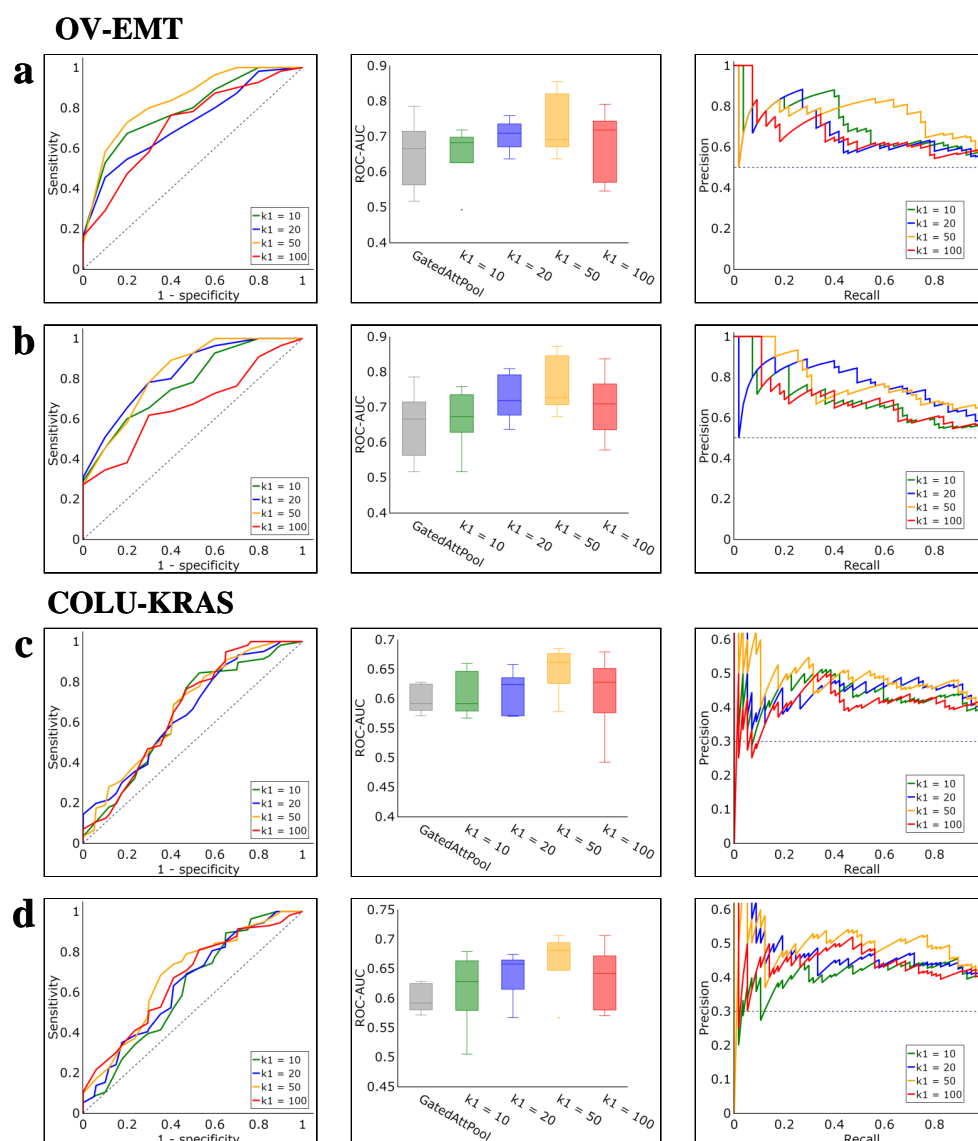 OV-EMT
a
Sensitivity
1
0.8
0.6
0.4
0.2
0
0 0.2 0.4 0.6 0.8 1
1 - specificity
k1 = 10
k1 = 20
k1 = 50
k1 = 100
ROC-AUC
0.9
0.8
0.7
0.6
0.5
0.4
GatedAttPool k1 = 10 k1 = 20 k1 = 50 k1 = 100
Precision
1
0.8
0.6
0.4
0.2
0
0 0.2 0.4 0.6 0.8
Recall
k1 = 10
k1 = 20
k1 = 50
k1 = 100
b
Sensitivity
1
0.8
0.6
0.4
0.2
0
0 0.2 0.4 0.6 0.8 1
1 - specificity
k1 = 10
k1 = 20
k1 = 50
k1 = 100
ROC-AUC
0.9
0.8
0.7
0.6
0.5
0.4
GatedAttPool k1 = 10 k1 = 20 k1 = 50 k1 = 100
Precision
1
0.8
0.6
0.4
0.2
0
0 0.2 0.4 0.6 0.8
Recall
k1 = 10
k1 = 20
k1 = 50
k1 = 100
COLU-KRAS
c
Sensitivity
1
0.8
0.6
0.4
0.2
0
0 0.2 0.4 0.6 0.8 1
1 - specificity
k1 = 10
k1 = 20
k1 = 50
k1 = 100
ROC-AUC
0.7
0.65
0.6
0.55
0.5
0.45
0.4
GatedAttPool k1 = 10 k1 = 20 k1 = 50 k1 = 100
Precision
0.6
0.5
0.4
0.3
0.2
0.1
0
0 0.2 0.4 0.6 0.8
Recall
k1 = 10
k1 = 20
k1 = 50
k1 = 100
d
Sensitivity
1
0.8
0.6
0.4
0.2
0
0 0.2 0.4 0.6 0.8 1
1 - specificity
k1 = 10
k1 = 20
k1 = 50
k1 = 100
ROC-AUC
0.75
0.7
0.65
0.6
0.55
0.5
0.45
GatedAttPool k1 = 10 k1 = 20 k1 = 50 k1 = 100
Precision
0.6
0.5
0.4
0.3
0.2
0.1
0
0 0.2 0.4 0.6 0.8
Recall
k1 = 10
k1 = 20
k1 = 50
k1 = 100